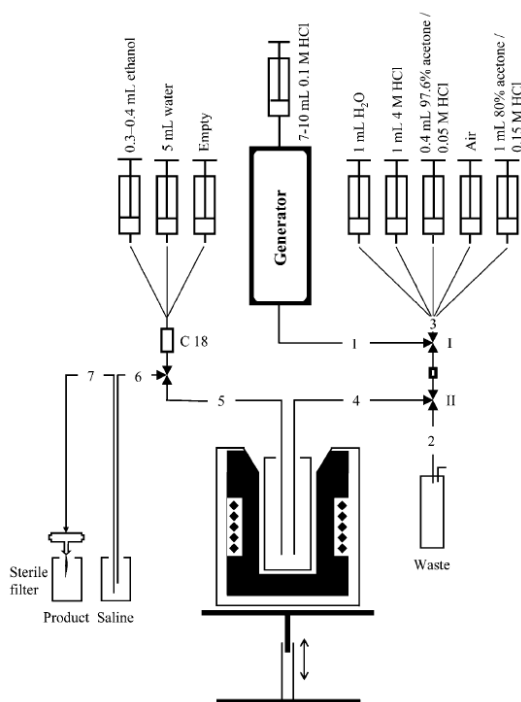 0.3–0.4 mL ethanol
5 mL water
Empty
7-10 mL 0.1 M HCl
1 mL H₂O
1 mL 4 M HCl
0.4 mL 97.6% acetone /
0.05 M HCl
Air
1 mL 80% acetone /
0.15 M HCl
Generator
3
C 18
1
I
7
6
5
4
II
2
Waste
Sterile
filter
Product
Saline